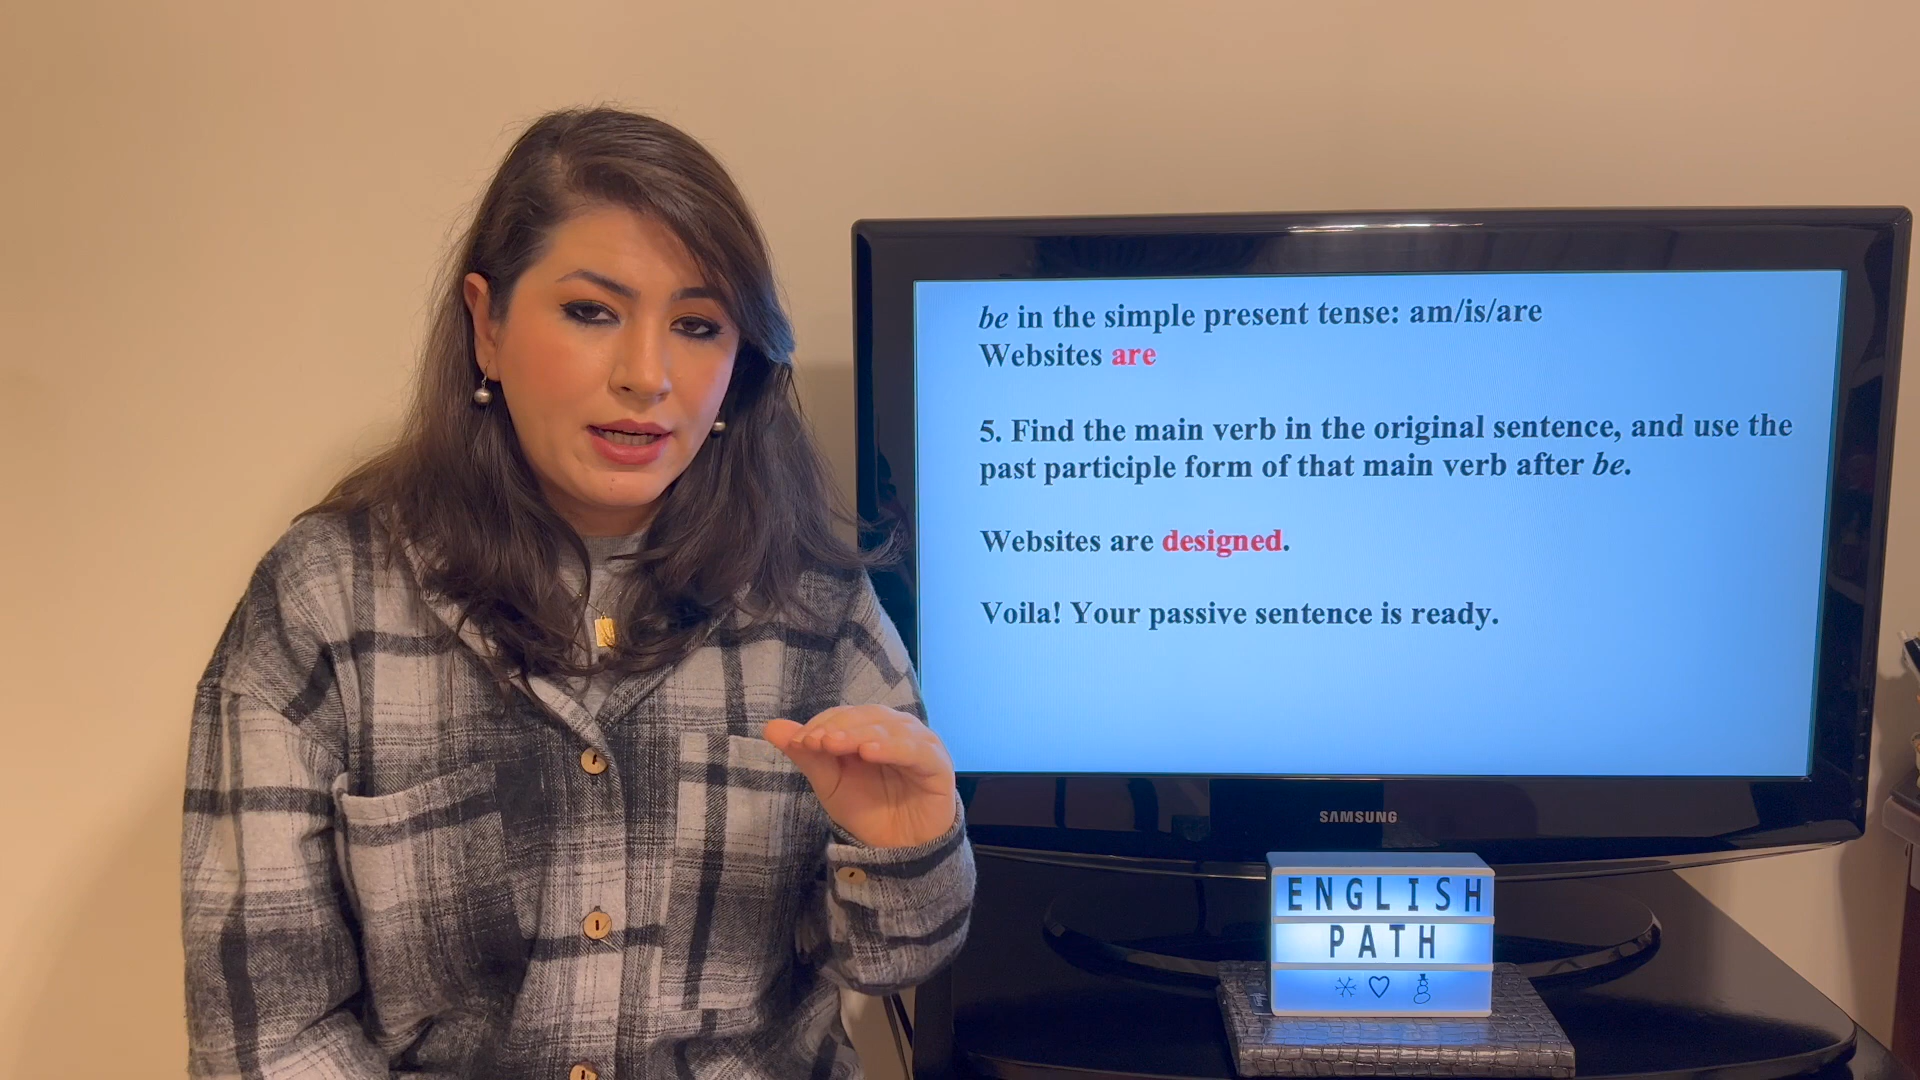 be in the simple present tense: am/is/are
Websites are
5. Find the main verb in the original sentence, and use the
past participle form of that main verb after be.
Websites are designed.
Voila! Your passive sentence is ready.
SAMSUNG
ENGLISH
PATH